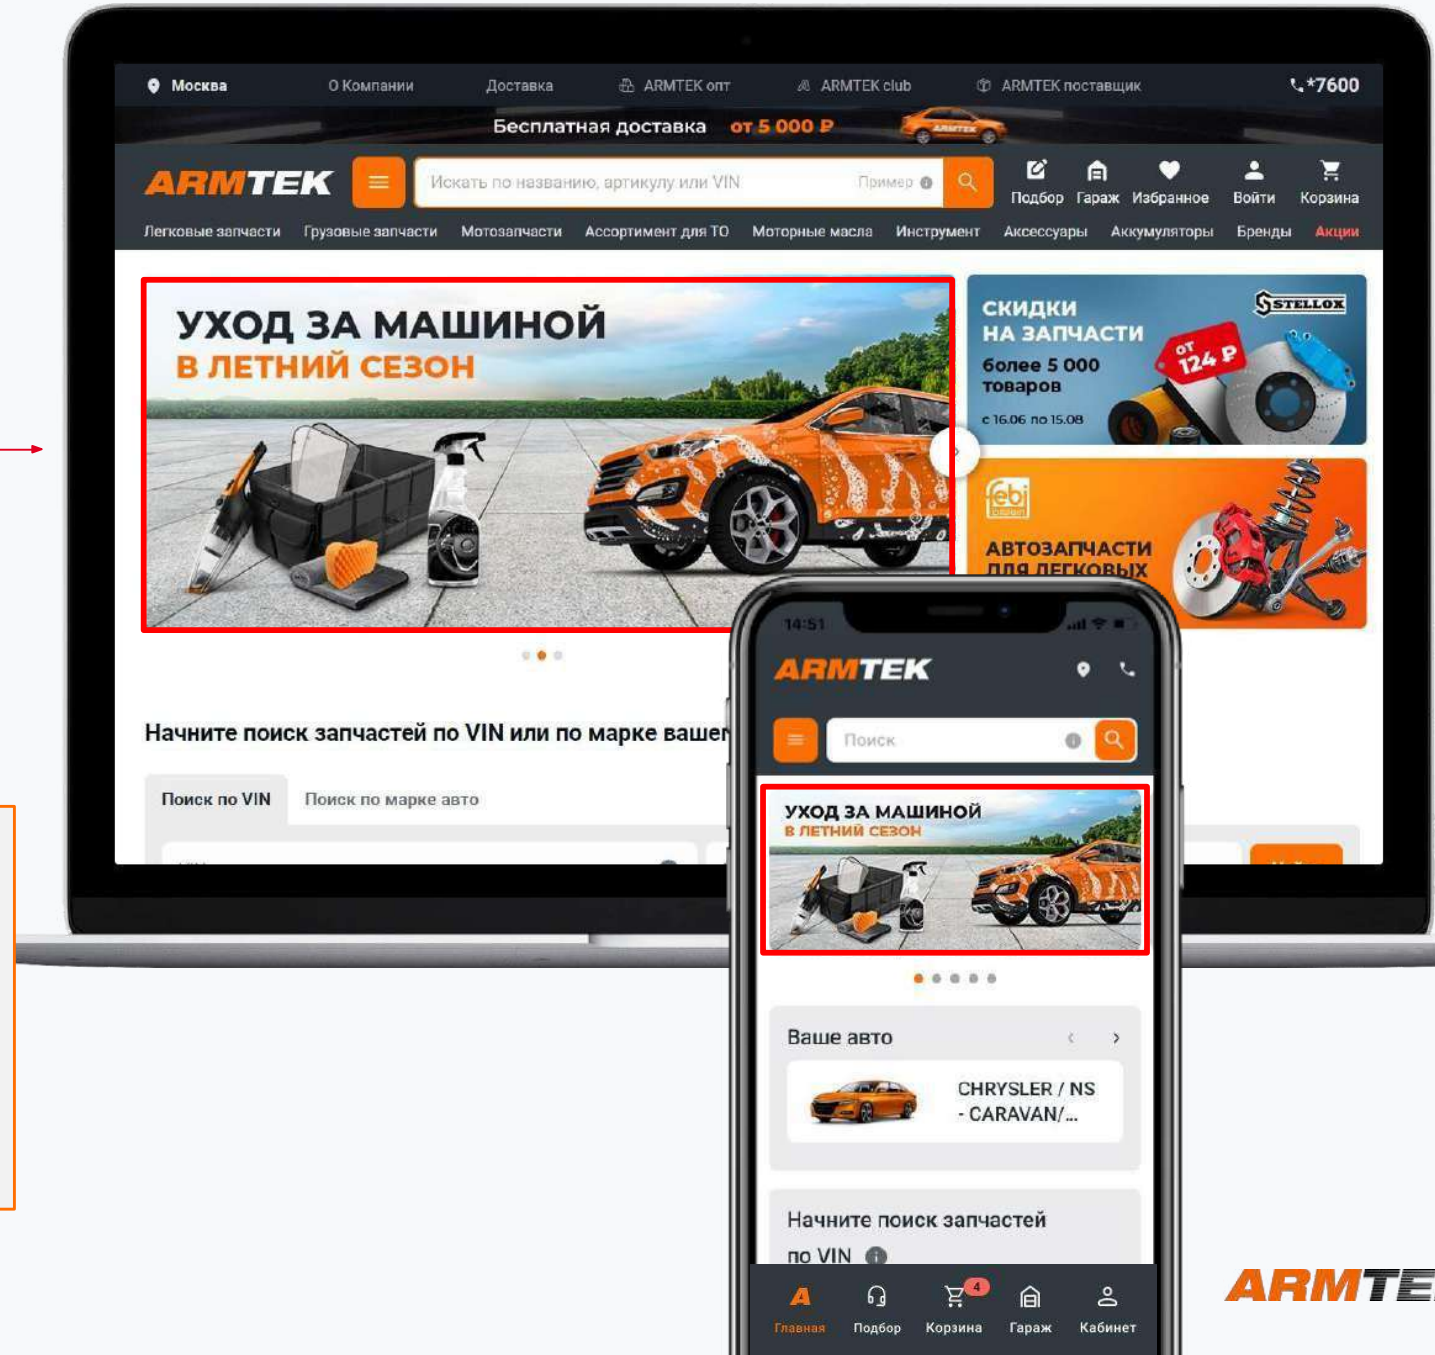 Москва
О Компании
Доставка
ARMTEK опт
ARMTEK club
ARMTEK поставщик
*7600
Бесплатная доставка от 5 000 ₽
ARMTEK
ARMTEK
Искать по названию, артикулу или VIN
Пример
Подбор
Гараж
Избранное
Войти
Корзина
Легковые запчасти
Грузовые запчасти
Мотозапчасти
Ассортимент для ТО
Моторные масла
Инструмент
Аксессуары
Аккумуляторы
Бренды
Акции
УХОД ЗА МАШИНОЙ
В ЛЕТНИЙ СЕЗОН
СКИДКИ
НА ЗАПЧАСТИ
более 5 000
товаров
с 16.06 по 15.08
STELLOX
от
124 ₽
febi
АВТОЗАПЧАСТИ
ДЛЯ ЛЕГКОВЫХ
Начните поиск запчастей по VIN или по марке вашег
Поиск по VIN
Поиск по марке авто
14:51
ARMTEK
Поиск
УХОД ЗА МАШИНОЙ
В ЛЕТНИЙ СЕЗОН
Ваше авто
CHRYSLER / NS
- CARAVAN/...
Начните поиск запчастей
по VIN
4
Главная
Подбор
Корзина
Гараж
Кабинет
ARMTE